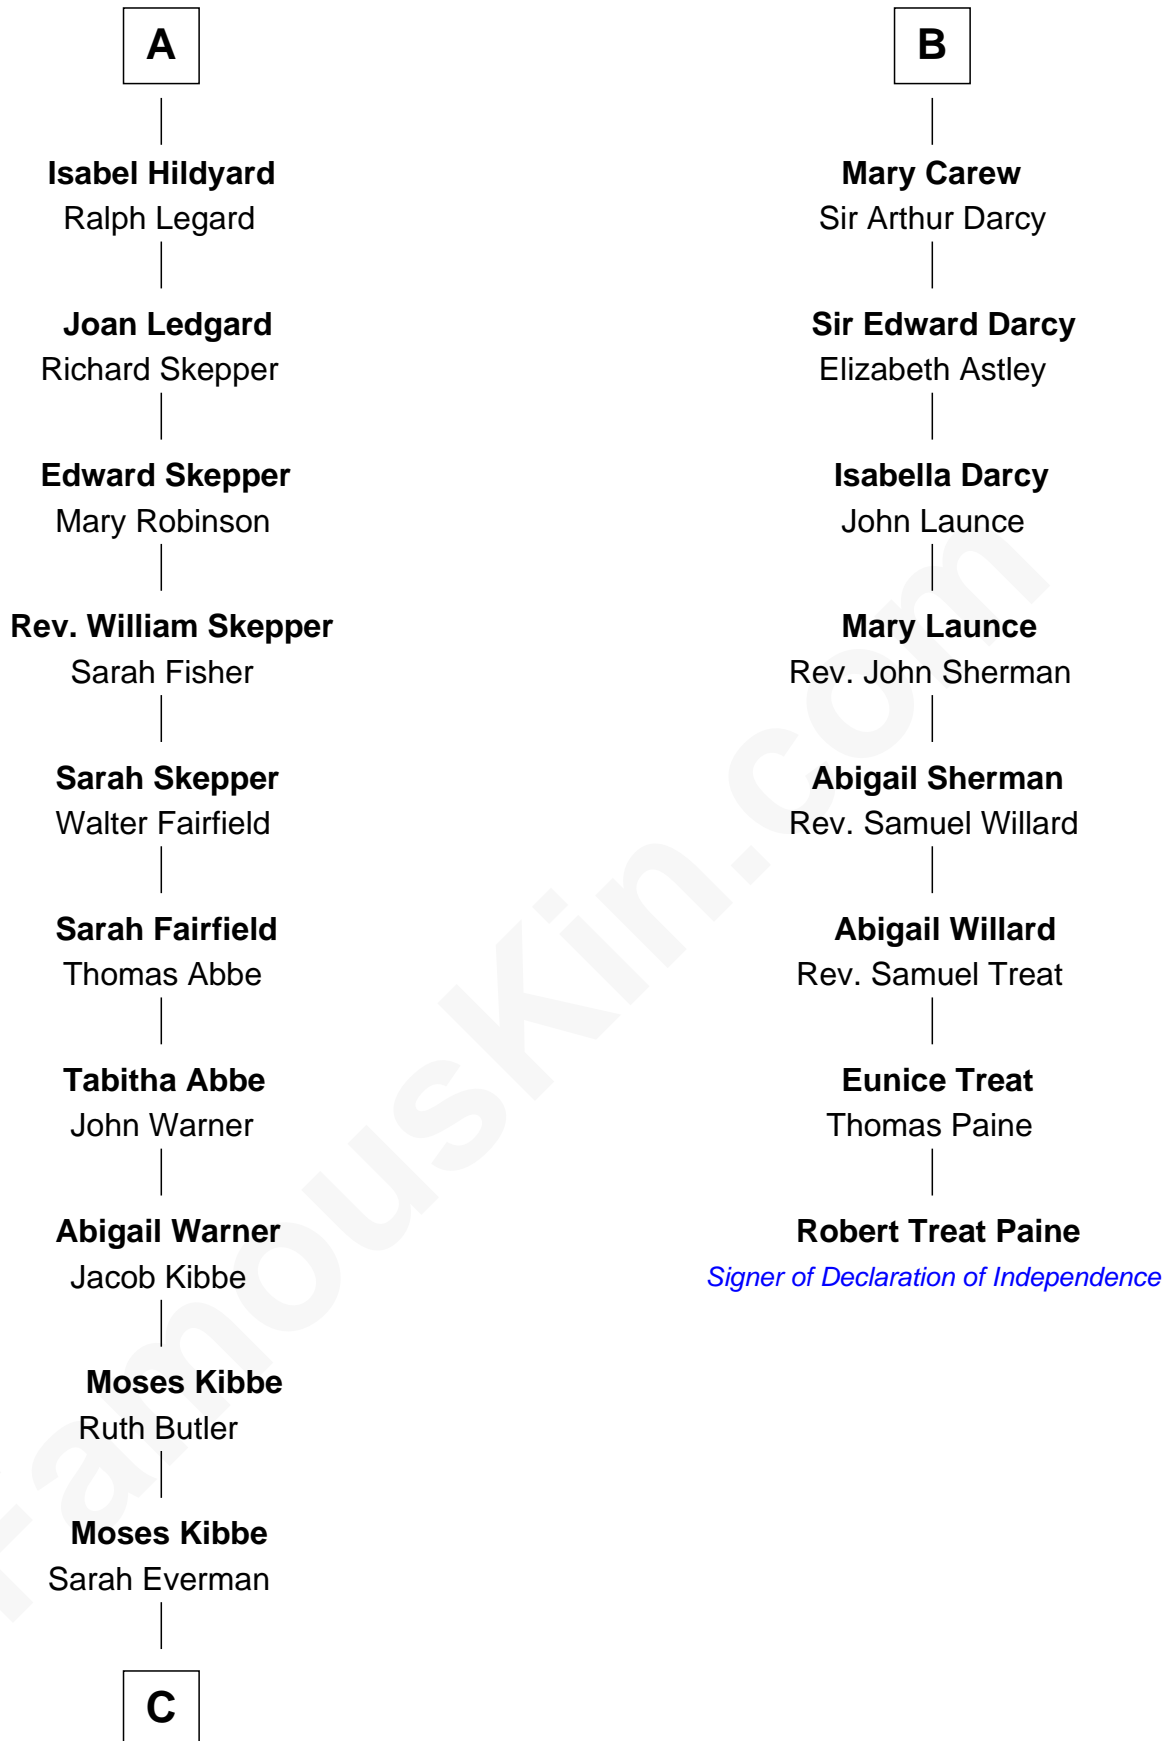 A
Isabel Hildyard
Ralph Legard
Joan Ledgard
Richard Skepper
Edward Skepper
Mary Robinson
Rev. William Skepper
Sarah Fisher
Sarah Skepper
Walter Fairfield
Sarah Fairfield
Thomas Abbe
Tabitha Abbe
John Warner
Abigail Warner
Jacob Kibbe
Moses Kibbe
Ruth Butler
Moses Kibbe
Sarah Everman
C
B
Mary Carew
Sir Arthur Darcy
Sir Edward Darcy
Elizabeth Astley
Isabella Darcy
John Launce
Mary Launce
Rev. John Sherman
Abigail Sherman
Rev. Samuel Willard
Abigail Willard
Rev. Samuel Treat
Eunice Treat
Thomas Paine
Robert Treat Paine
Signer of Declaration of Independence
FamousKin.com